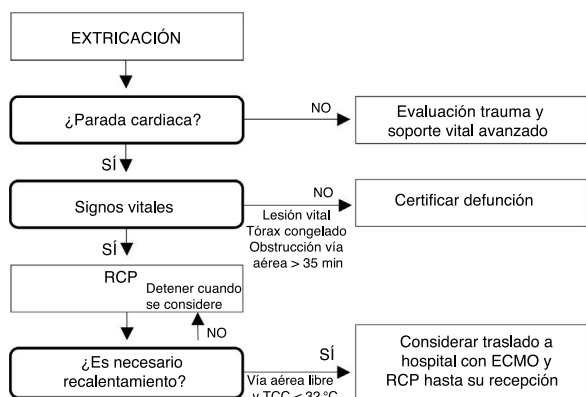 EXTRICACIÓN
¿Parada cardiaca?
NO
Evaluación trauma y
soporte vital avanzado
SÍ
Signos vitales
NO
Lesión vital
Tórax congelado
Obstrucción vía
aérea > 35 min
Certificar defunción
SÍ
RCP
Detener cuando
se considere
NO
¿Es necesario
recalentamiento?
SÍ
Vía aérea libre
y TCC < 32 °C
Considerar traslado a
hospital con ECMO y
RCP hasta su recepción